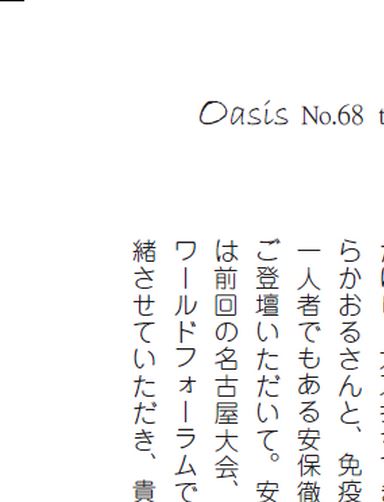 Oasis No.68 t
らかおるさんと、免疫
一人者でもある安保徹
ご登壇いただいて。安
は前回の名古屋大会、
ワールドフォーラムで
緒させていただき、貴